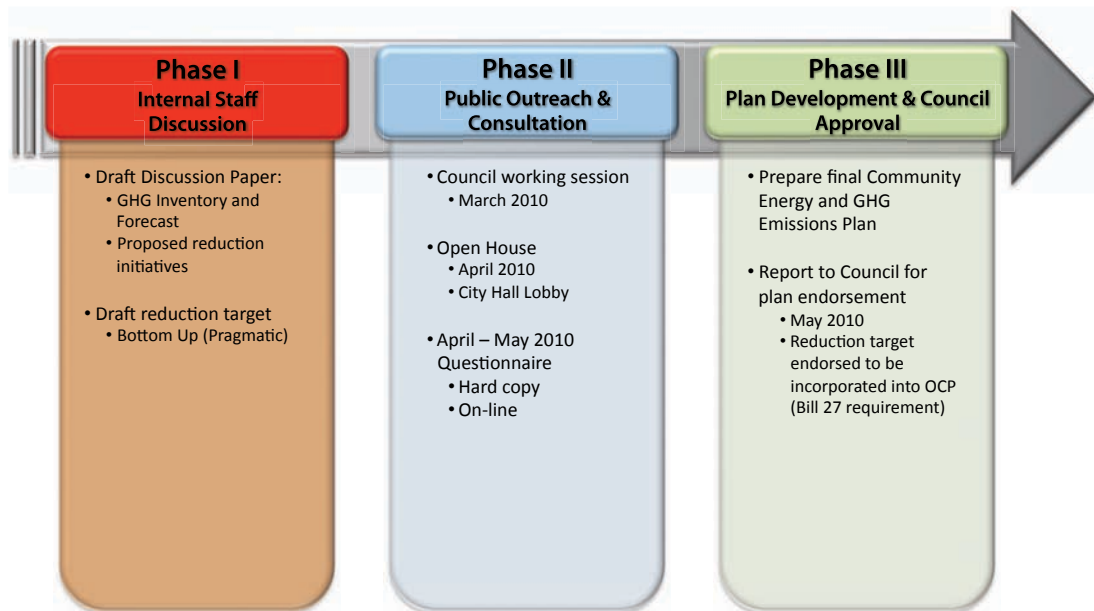 Phase I
Internal Staff
Discussion
• Draft Discussion Paper:
• GHG Inventory and
Forecast
• Proposed reduction
initiatives
• Draft reduction target
• Bottom Up (Pragmatic)
Phase II
Public Outreach &
Consultation
• Council working session
• March 2010
• Open House
• April 2010
• City Hall Lobby
• April – May 2010
Questionnaire
• Hard copy
• On-line
Phase III
Plan Development & Council
Approval
• Prepare final Community
Energy and GHG
Emissions Plan
• Report to Council for
plan endorsement
• May 2010
• Reduction target
endorsed to be
incorporated into OCP
(Bill 27 requirement)